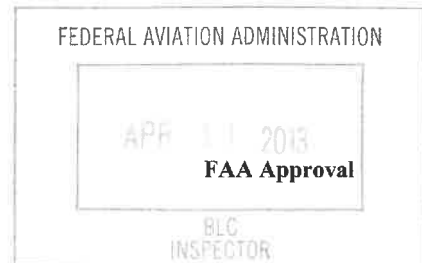 FEDERAL AVIATION ADMINISTRATION
APR 2013
FAA Approval
BLC
INSPECTOR